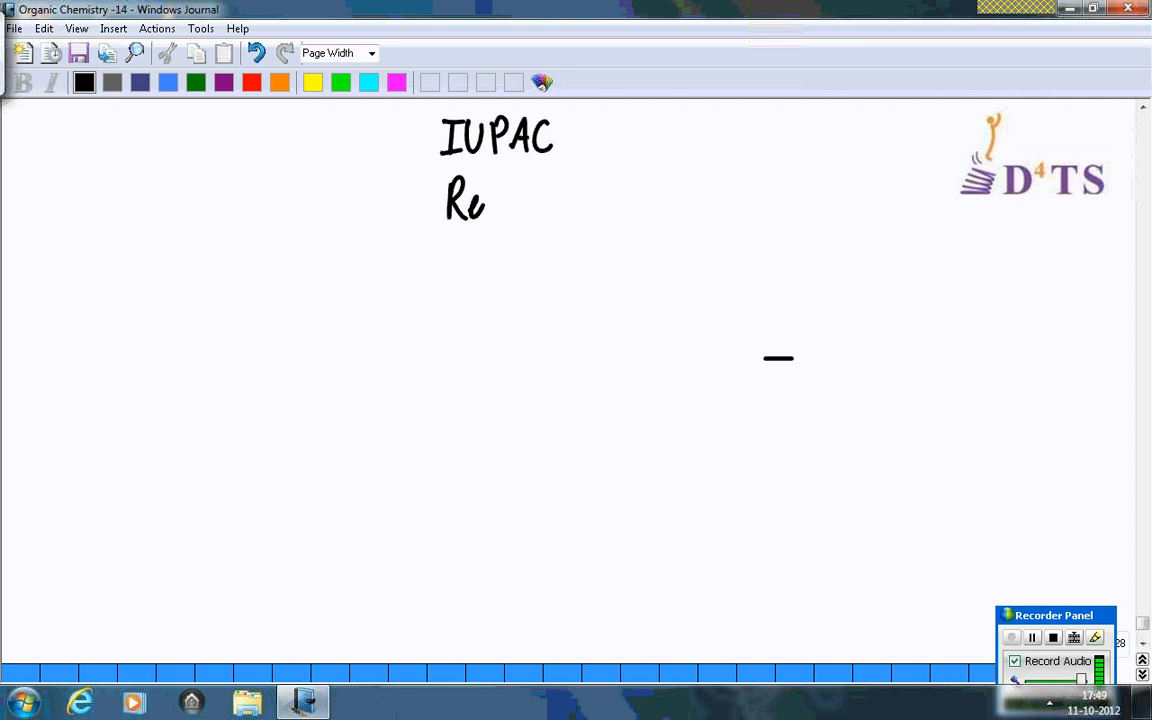 Organic Chemistry -14 - Windows Journal
File Edit View Insert Actions Tools Help
Page Width
B I
IUPAC
Re
D4TS
Recorder Panel
28
Record Audio
17:49
11-10-2012